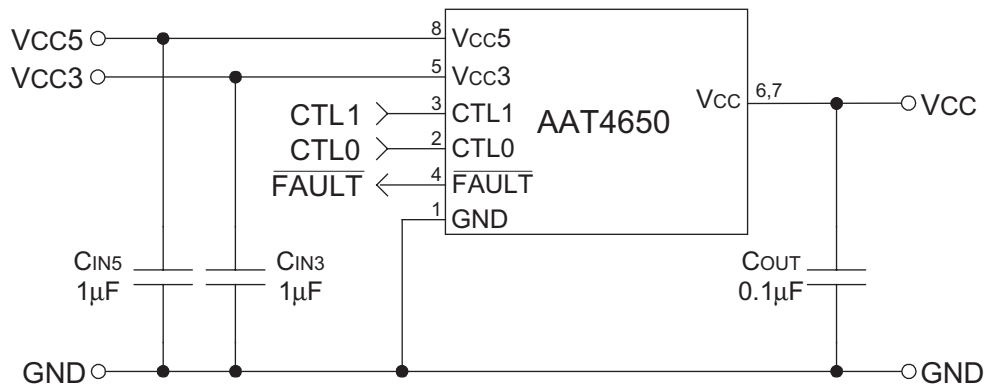 VCC5
8
VCC5
VCC3
5
VCC3
CTL1
3
CTL1
CTL0
2
CTL0
FAULT
4
FAULT
1
GND
AAT4650
VCC
6,7
VCC
CIN5
1µF
CIN3
1µF
COUT
0.1µF
GND
GND